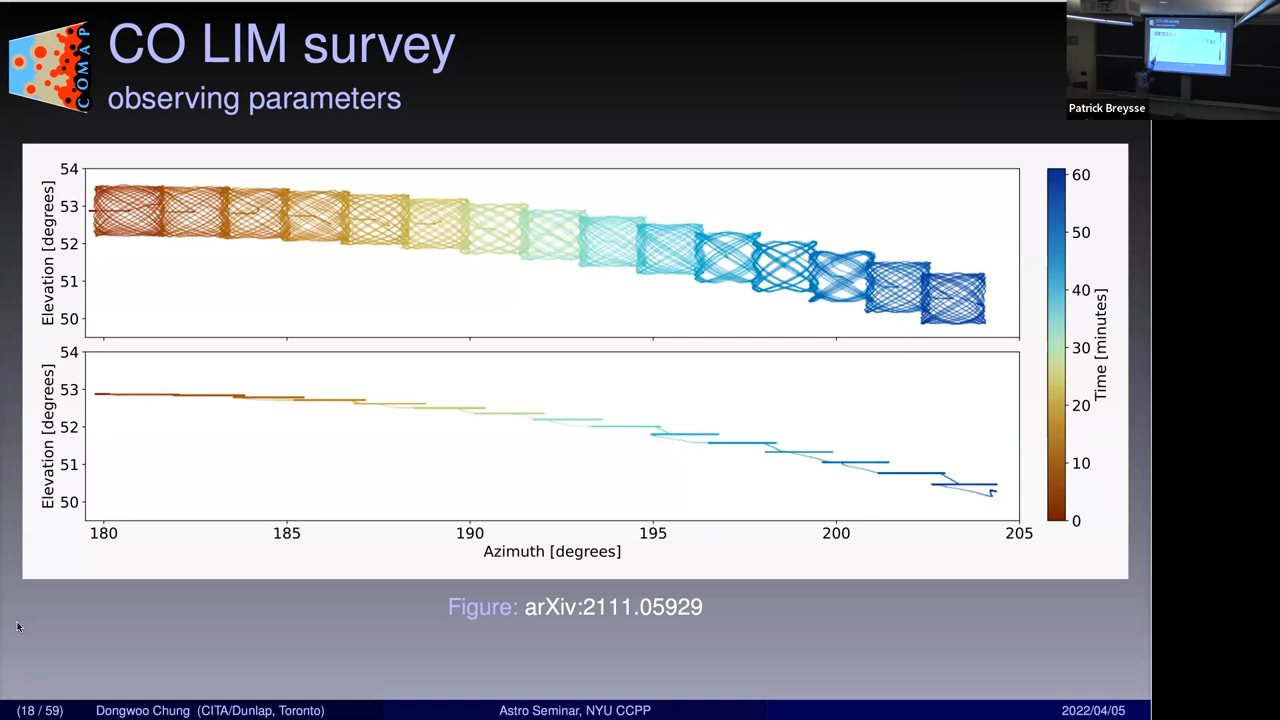 COMAP
CO LIM survey
observing parameters
Patrick Breysse
54
53
52
51
50
Elevation [degrees]
54
53
52
51
50
Elevation [degrees]
180
185
190
195
200
205
Azimuth [degrees]
60
50
40
30
20
10
0
Time [minutes]
Figure: arXiv:2111.05929
(18 / 59)
Dongwoo Chung (CITA/Dunlap, Toronto)
Astro Seminar, NYU CCPP
2022/04/05